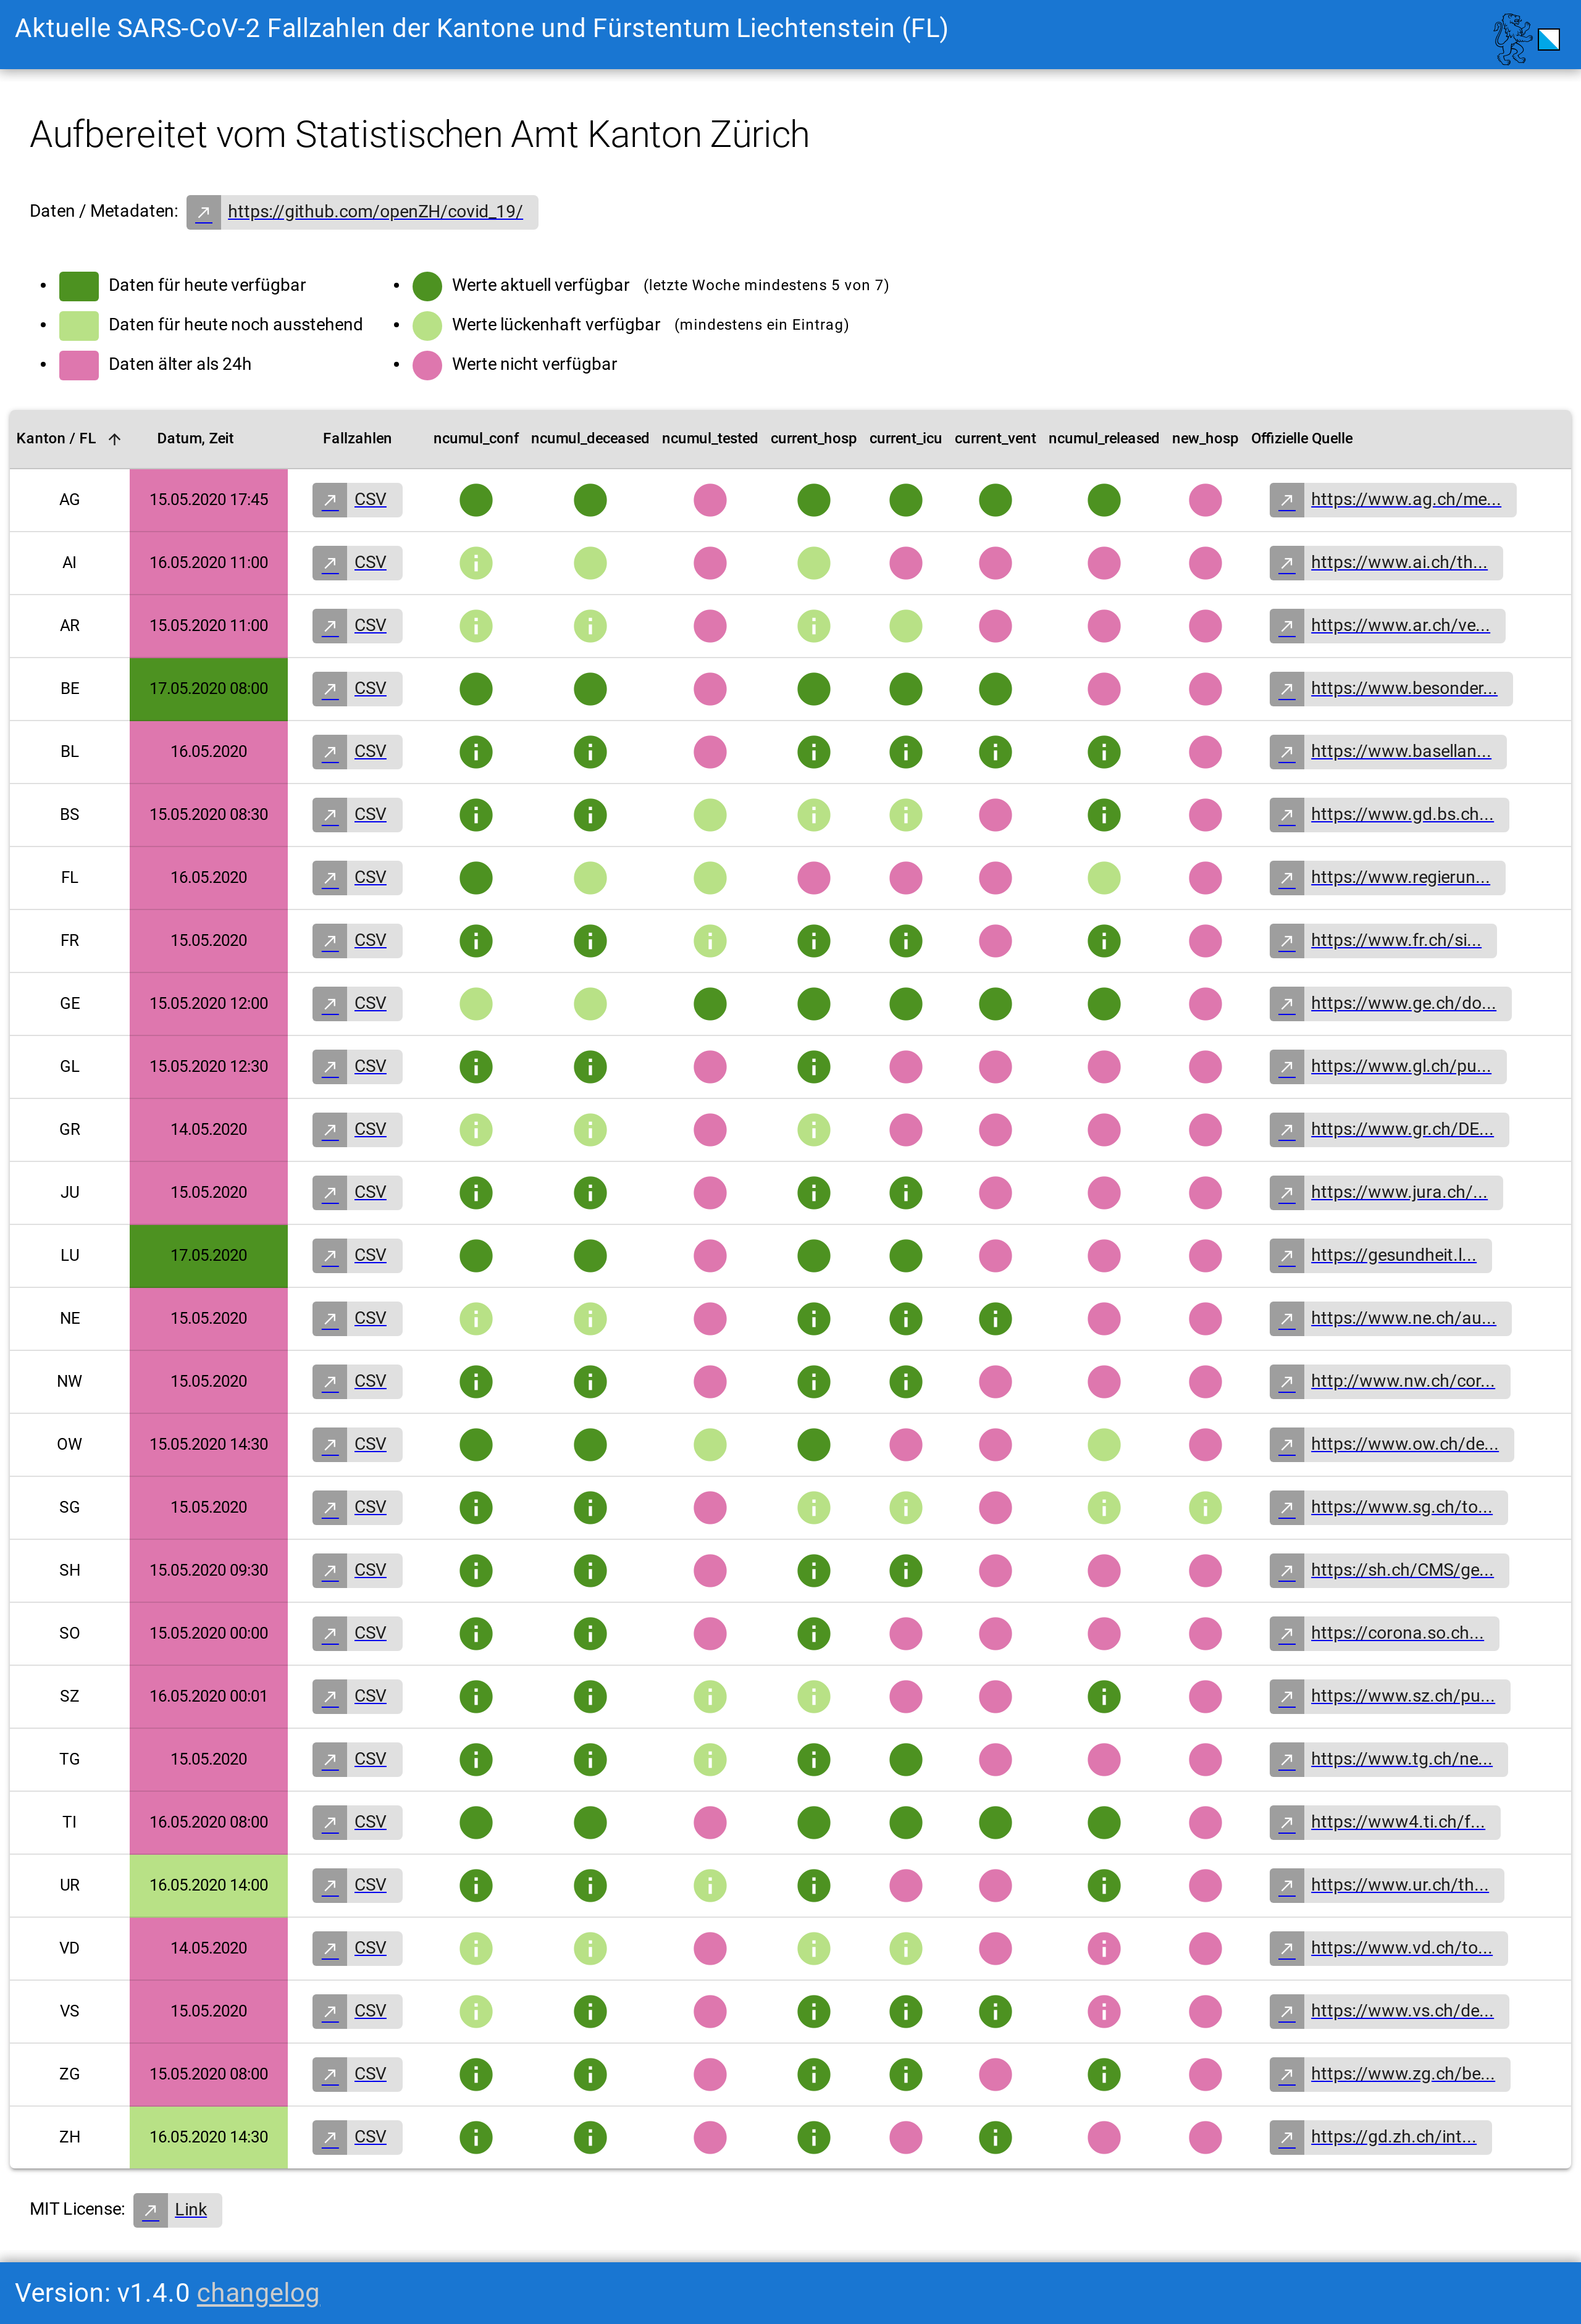 Aktuelle SARS-CoV-2 Fallzahlen der Kantone und Fürstentum Liechtenstein (FL)
Aufbereitet vom Statistischen Amt Kanton Zürich
Daten / Metadaten: https://github.com/openZH/covid_19/
Daten für heute verfügbar
Daten für heute noch ausstehend
Daten älter als 24h
Werte aktuell verfügbar (letzte Woche mindestens 5 von 7)
Werte lückenhaft verfügbar (mindestens ein Eintrag)
Werte nicht verfügbar
Kanton / FL Datum, Zeit Fallzahlen ncumul_conf ncumul_deceased ncumul_tested current_hosp current_icu current_vent ncumul_released new_hosp Offizielle Quelle
AG 15.05.2020 17:45 CSV https://www.ag.ch/me...
AI 16.05.2020 11:00 CSV https://www.ai.ch/th...
AR 15.05.2020 11:00 CSV https://www.ar.ch/ve...
BE 17.05.2020 08:00 CSV https://www.besonder...
BL 16.05.2020 CSV https://www.basellan...
BS 15.05.2020 08:30 CSV https://www.gd.bs.ch...
FL 16.05.2020 CSV https://www.regierun...
FR 15.05.2020 CSV https://www.fr.ch/si...
GE 15.05.2020 12:00 CSV https://www.ge.ch/do...
GL 15.05.2020 12:30 CSV https://www.gl.ch/pu...
GR 14.05.2020 CSV https://www.gr.ch/DE...
JU 15.05.2020 CSV https://www.jura.ch/...
LU 17.05.2020 CSV https://gesundheit.l...
NE 15.05.2020 CSV https://www.ne.ch/au...
NW 15.05.2020 CSV http://www.nw.ch/cor...
OW 15.05.2020 14:30 CSV https://www.ow.ch/de...
SG 15.05.2020 CSV https://www.sg.ch/to...
SH 15.05.2020 09:30 CSV https://sh.ch/CMS/ge...
SO 15.05.2020 00:00 CSV https://corona.so.ch...
SZ 16.05.2020 00:01 CSV https://www.sz.ch/pu...
TG 15.05.2020 CSV https://www.tg.ch/ne...
TI 16.05.2020 08:00 CSV https://www4.ti.ch/f...
UR 16.05.2020 14:00 CSV https://www.ur.ch/th...
VD 14.05.2020 CSV https://www.vd.ch/to...
VS 15.05.2020 CSV https://www.vs.ch/de...
ZG 15.05.2020 08:00 CSV https://www.zg.ch/be...
ZH 16.05.2020 14:30 CSV https://gd.zh.ch/int...
MIT License: Link
Version: v1.4.0 changelog